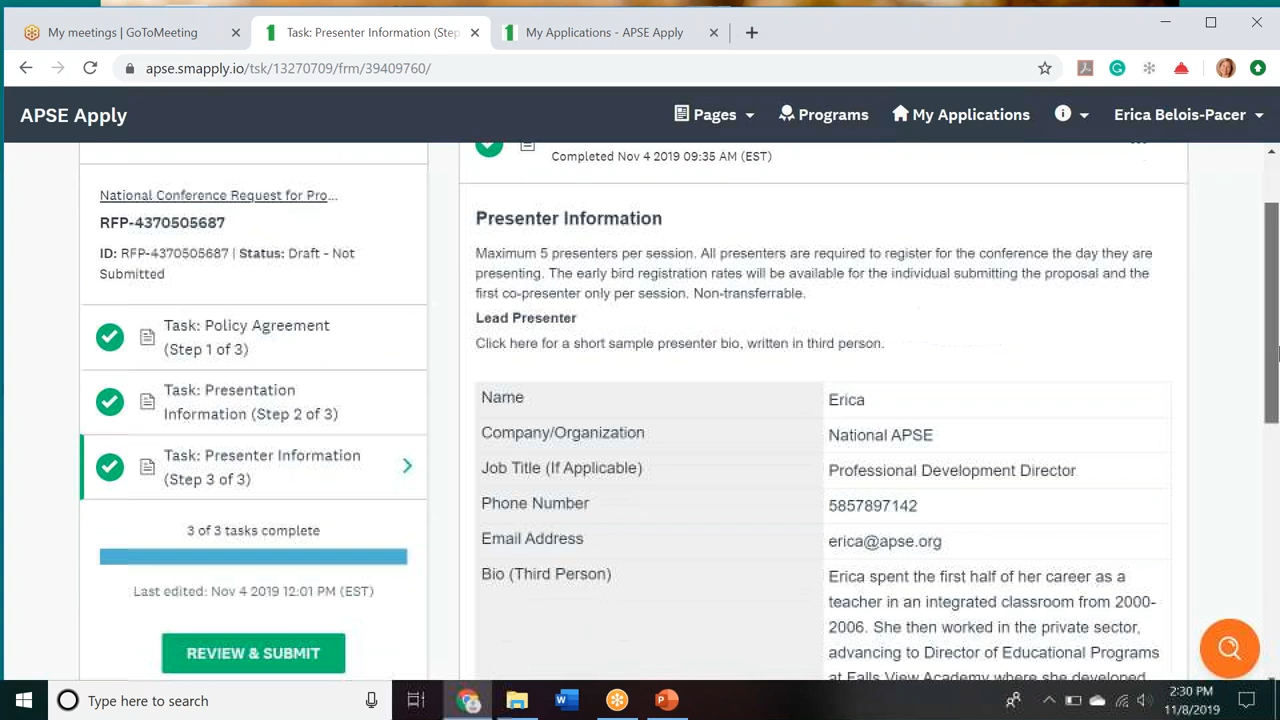 My meetings | GoToMeeting
Task: Presenter Information (Step
My Applications - APSE Apply
apse.smapply.io/tsk/13270709/frm/39409760/
APSE Apply
Pages
Programs
My Applications
Erica Belois-Pacer
Completed Nov 4 2019 09:35 AM (EST)
National Conference Request for Pro...
RFP-4370505687
ID: RFP-4370505687 | Status: Draft - Not
Submitted
Task: Policy Agreement
(Step 1 of 3)
Task: Presentation
Information (Step 2 of 3)
Task: Presenter Information
(Step 3 of 3)
3 of 3 tasks complete
Last edited: Nov 4 2019 12:01 PM (EST)
REVIEW & SUBMIT
Presenter Information
Maximum 5 presenters per session. All presenters are required to register for the conference the day they are
presenting. The early bird registration rates will be available for the individual submitting the proposal and the
first co-presenter only per session. Non-transferrable.
Lead Presenter
Click here for a short sample presenter bio, written in third person.
Name
Erica
Company/Organization
National APSE
Job Title (If Applicable)
Professional Development Director
Phone Number
5857897142
Email Address
erica@apse.org
Bio (Third Person)
Erica spent the first half of her career as a
teacher in an integrated classroom from 2000-
2006. She then worked in the private sector,
advancing to Director of Educational Programs
at Falls View Academy where she developed
Type here to search
2:30 PM
11/8/2019